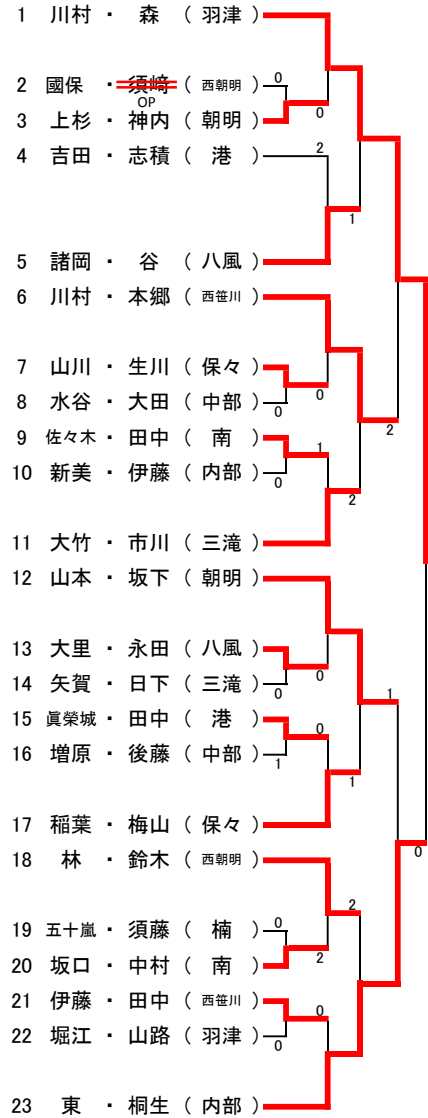 1 川村 ・ 森 ( 羽津 )
0
2 國保 ・ 須﨑 ( 西朝明 )
OP
0
3 上杉 ・ 神内 ( 朝明 )
4 吉田 ・ 志積 ( 港 )
2
1
5 諸岡 ・ 谷 ( 八風 )
6 川村 ・ 本郷 ( 西笹川 )
7 山川 ・ 生川 ( 保々 )
0
8 水谷 ・ 大田 ( 中部 )
0
2
9 佐々木 ・ 田中 ( 南 )
1
10 新美 ・ 伊藤 ( 内部 )
0
2
11 大竹 ・ 市川 ( 三滝 )
12 山本 ・ 坂下 ( 朝明 )
13 大里 ・ 永田 ( 八風 )
0
14 矢賀 ・ 日下 ( 三滝 )
0
1
15 眞榮城 ・ 田中 ( 港 )
0
16 増原 ・ 後藤 ( 中部 )
1
1
17 稲葉 ・ 梅山 ( 保々 )
0
18 林 ・ 鈴木 ( 西朝明 )
2
19 五十嵐 ・ 須藤 ( 楠 )
0
2
20 坂口 ・ 中村 ( 南 )
21 伊藤 ・ 田中 ( 西笹川 )
0
22 堀江 ・ 山路 ( 羽津 )
0
23 東 ・ 桐生 ( 内部 )